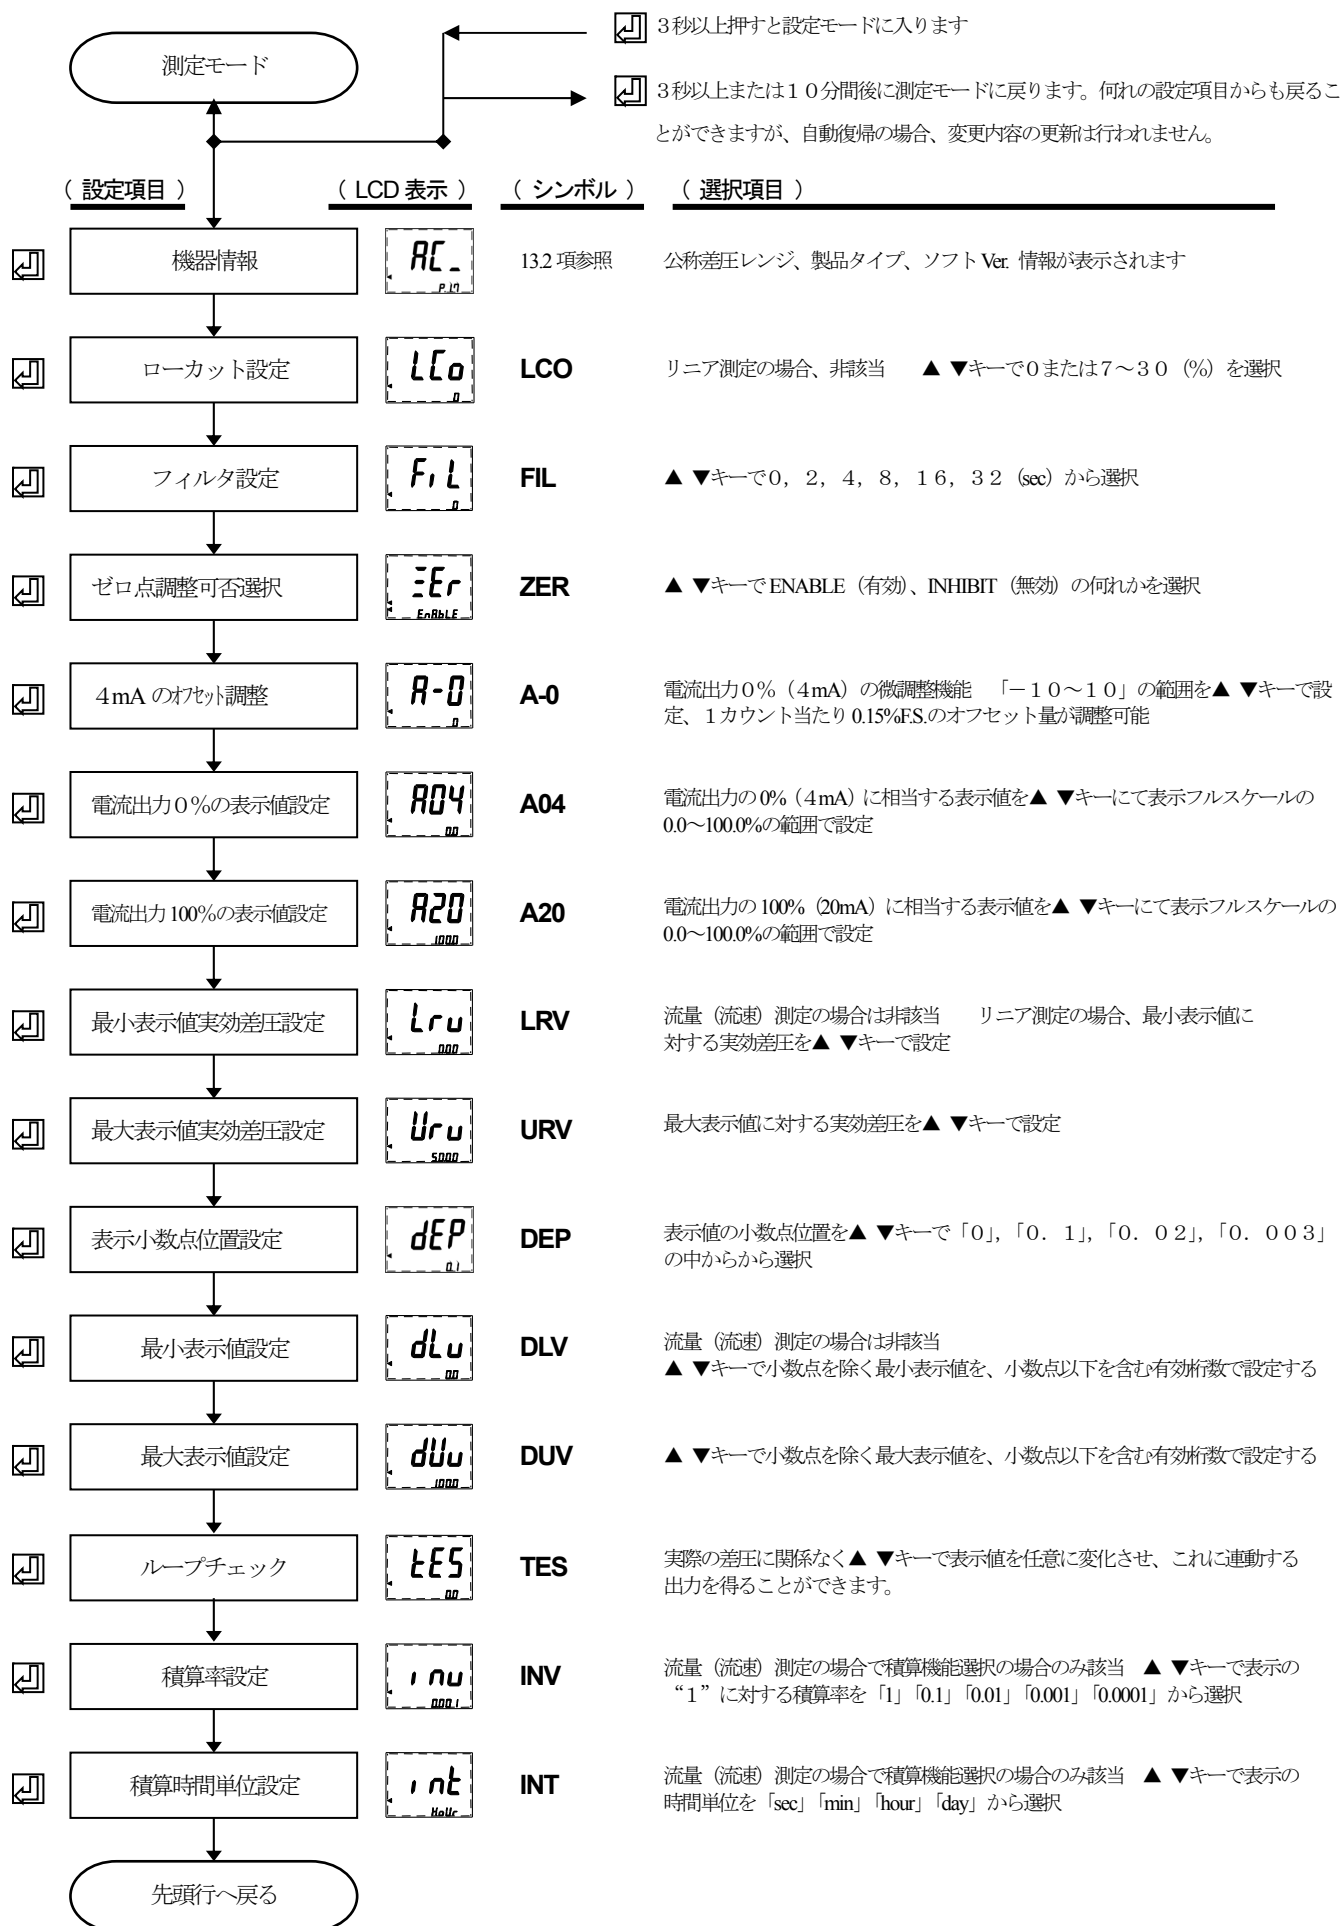 3秒以上押すと設定モードに入ります
測定モード
3秒以上または10分間後に測定モードに戻ります。何れの設定項目からも戻るこ
とができますが、自動復帰の場合、変更内容の更新は行われません。
（ 設定項目 ） （ LCD 表示 ） （ シンボル ） （ 選択項目 ）
機器情報 AC_ P.17 13.2 項参照 公称差圧レンジ、製品タイプ、ソフト Ver. 情報が表示されます
ローカット設定 LCo 0 LCO リニア測定の場合、非該当 ▲ ▼キーで0または7～30（%）を選択
フィルタ設定 FiL 0 FIL ▲ ▼キーで0，2，4，8，16，32（sec）から選択
ゼロ点調整可否選択 ZEr EnAbLE ZER ▲ ▼キーで ENABLE（有効）、INHIBIT（無効）の何れかを選択
4mA のオフセット調整 A-0 0 A-0 電流出力0%（4mA）の微調整機能 「－10～10」の範囲を▲ ▼キーで設
定、1カウント当たり 0.15%F.S.のオフセット量が調整可能
電流出力0%の表示値設定 A04 0.0 A04 電流出力の 0%（4mA）に相当する表示値を▲ ▼キーにて表示フルスケールの
0.0～100.0%の範囲で設定
電流出力 100%の表示値設定 A20 100.0 A20 電流出力の 100%（20mA）に相当する表示値を▲ ▼キーにて表示フルスケールの
0.0～100.0%の範囲で設定
最小表示値実効差圧設定 Lru 0.00 LRV 流量（流速）測定の場合は非該当 リニア測定の場合、最小表示値に
対する実効差圧を▲ ▼キーで設定
最大表示値実効差圧設定 Uru 50.00 URV 最大表示値に対する実効差圧を▲ ▼キーで設定
表示小数点位置設定 dEP 0.1 DEP 表示値の小数点位置を▲ ▼キーで「0」，「0．1」，「0．02」，「0．003」
の中からから選択
最小表示値設定 dLu 0.0 DLV 流量（流速）測定の場合は非該当
▲ ▼キーで小数点を除く最小表示値を、小数点以下を含む有効桁数で設定する
最大表示値設定 dUu 100.0 DUV ▲ ▼キーで小数点を除く最大表示値を、小数点以下を含む有効桁数で設定する
ループチェック tES 0.0 TES 実際の差圧に関係なく▲ ▼キーで表示値を任意に変化させ、これに連動する
出力を得ることができます。
積算率設定 inu 0.00.1 INV 流量（流速）測定の場合で積算機能選択の場合のみ該当 ▲ ▼キーで表示の
“1”に対する積算率を「1」「0.1」「0.01」「0.001」「0.0001」から選択
積算時間単位設定 int HoUr INT 流量（流速）測定の場合で積算機能選択の場合のみ該当 ▲ ▼キーで表示の
時間単位を「sec」「min」「hour」「day」から選択
先頭行へ戻る